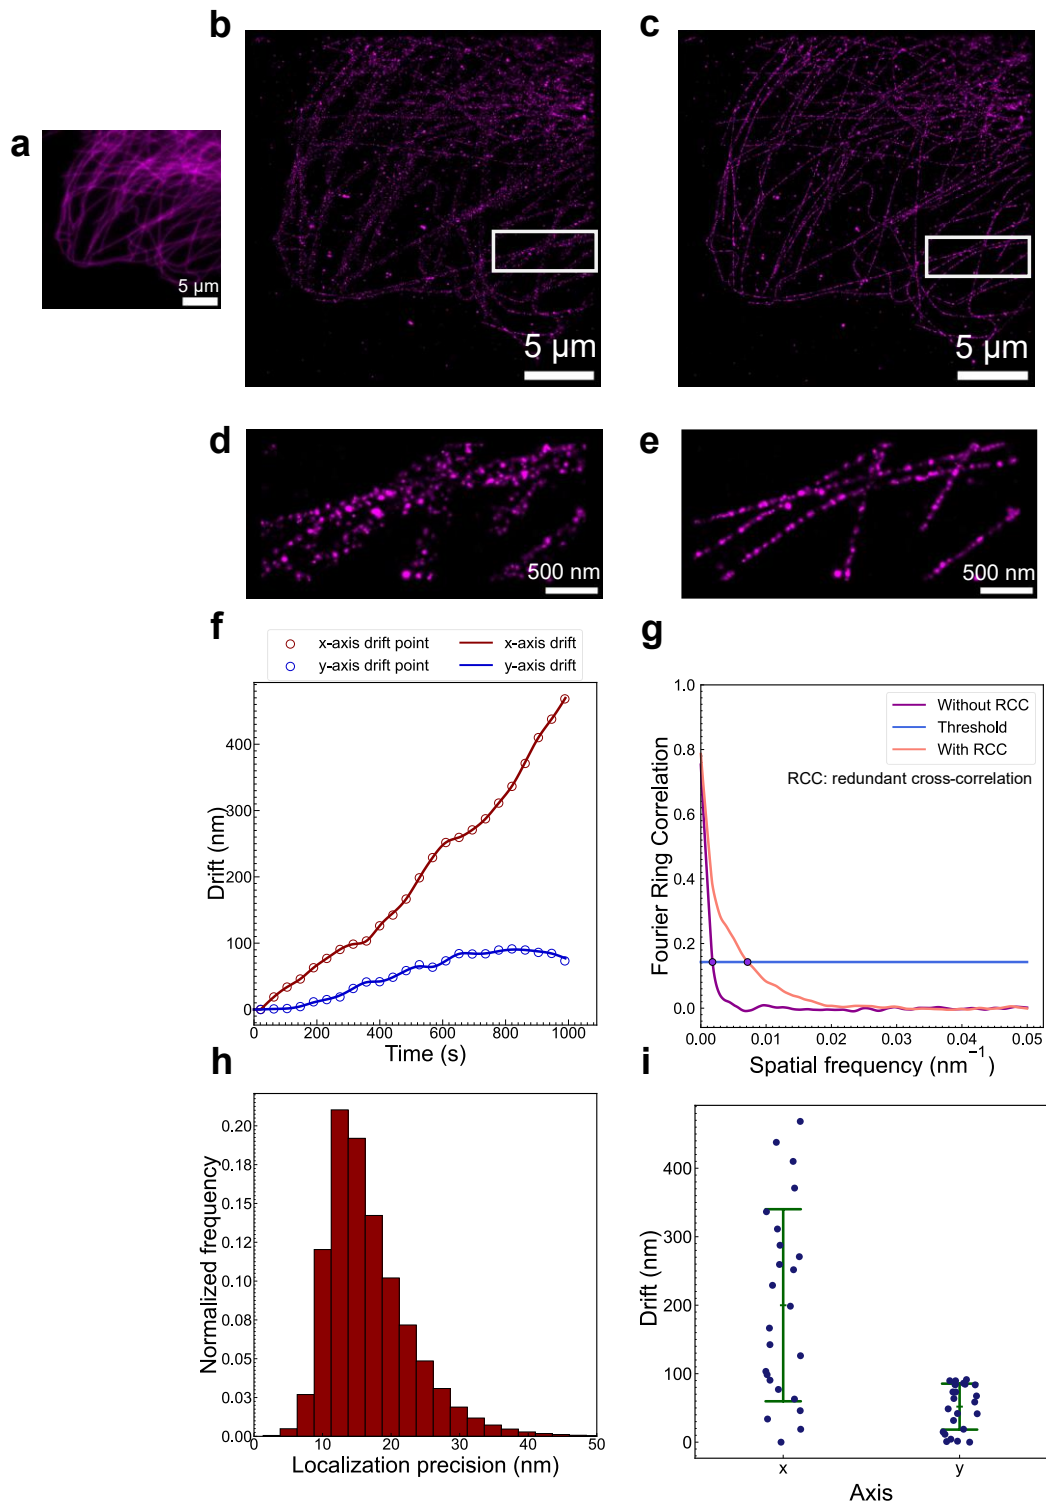 a
5 μm
b
5 μm
c
5 μm
d
500 nm
e
500 nm
f
x-axis drift point
x-axis drift
y-axis drift point
y-axis drift
Drift (nm)
400
300
200
100
0
0 200 400 600 800 1000
Time (s)
g
Without RCC
Threshold
With RCC
RCC: redundant cross-correlation
Fourier Ring Correlation
1.0
0.8
0.6
0.4
0.2
0.0
0.00 0.01 0.02 0.03 0.04 0.05
Spatial frequency (nm⁻¹)
h
Normalized frequency
0.20
0.15
0.12
0.10
0.08
0.05
0.03
0.00
10 20 30 40 50
Localization precision (nm)
i
Drift (nm)
400
300
200
100
0
x y
Axis